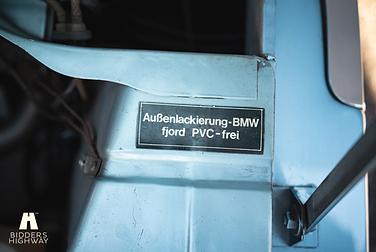 Außenlackierung-BMW
fjord PVC-frei
BIDDERS
HIGHWAY